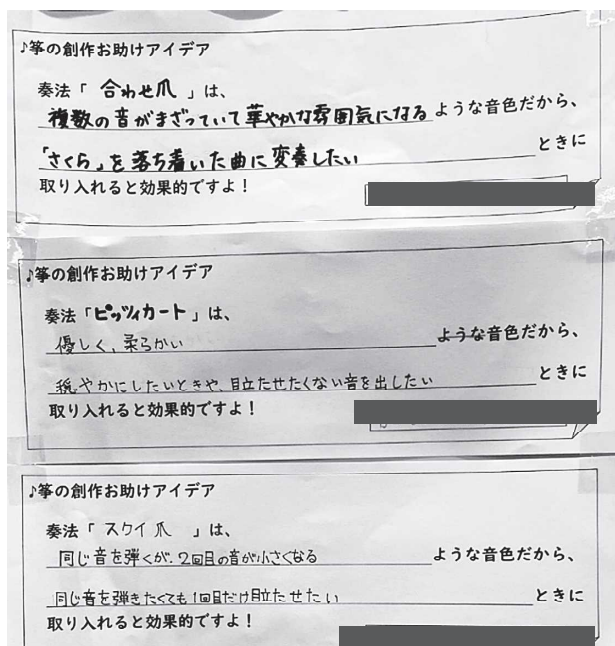 ♪箏の創作お助けアイデア
奏法「 合わせ爪 」は、
複数の音がまざっていて華やかな雰囲気になるような音色だから、
「さくら」を落ち着いた曲に変奏したい ときに
取り入れると効果的ですよ！
♪箏の創作お助けアイデア
奏法「ピッツィカート」は、
優しく、柔らかい ような音色だから、
穏やかにしたいときや、目立たせたくない音を出したい ときに
取り入れると効果的ですよ！
♪箏の創作お助けアイデア
奏法「 スクイ爪 」は、
同じ音を弾くが、2回目の音が小さくなる ような音色だから、
同じ音を弾きたくても1回目だけ目立たせたい ときに
取り入れると効果的ですよ！